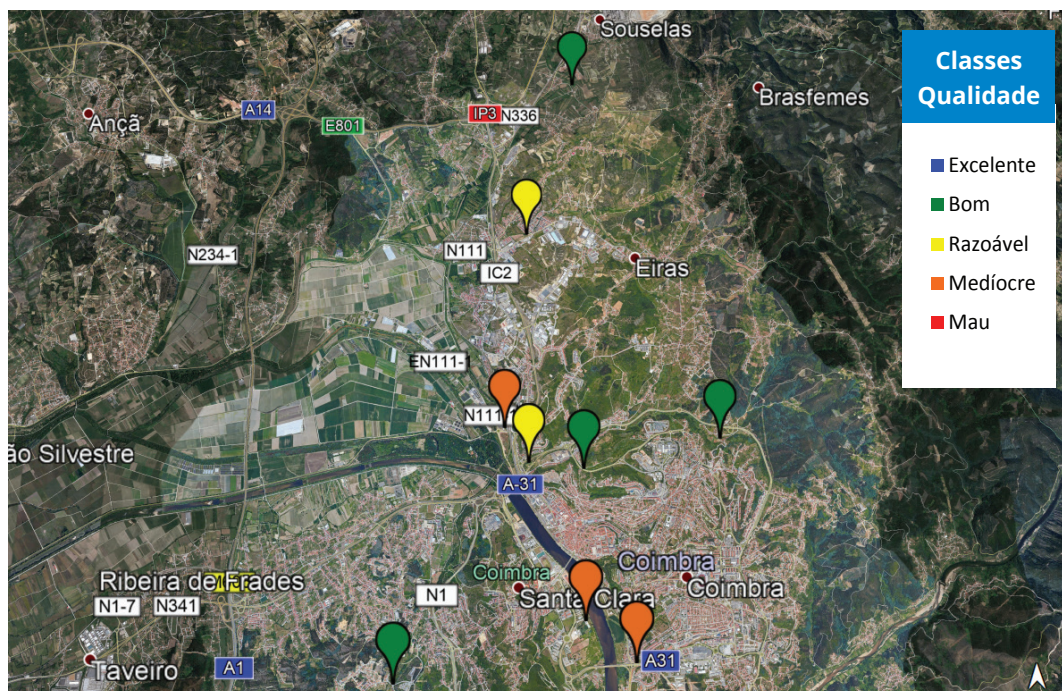 Souselas
Brasfemes
Ançã
A14
E801
IP3
N336
N234-1
N111
IC2
Eiras
EN111-1
N111-1
ão Silvestre
A-31
Ribeira de Frades
N1-7
N341
Taveiro
A1
N1
Coimbra
Santa Clara
Coimbra
Coimbra
A31
Classes
Qualidade
Excelente
Bom
Razoável
Medíocre
Mau